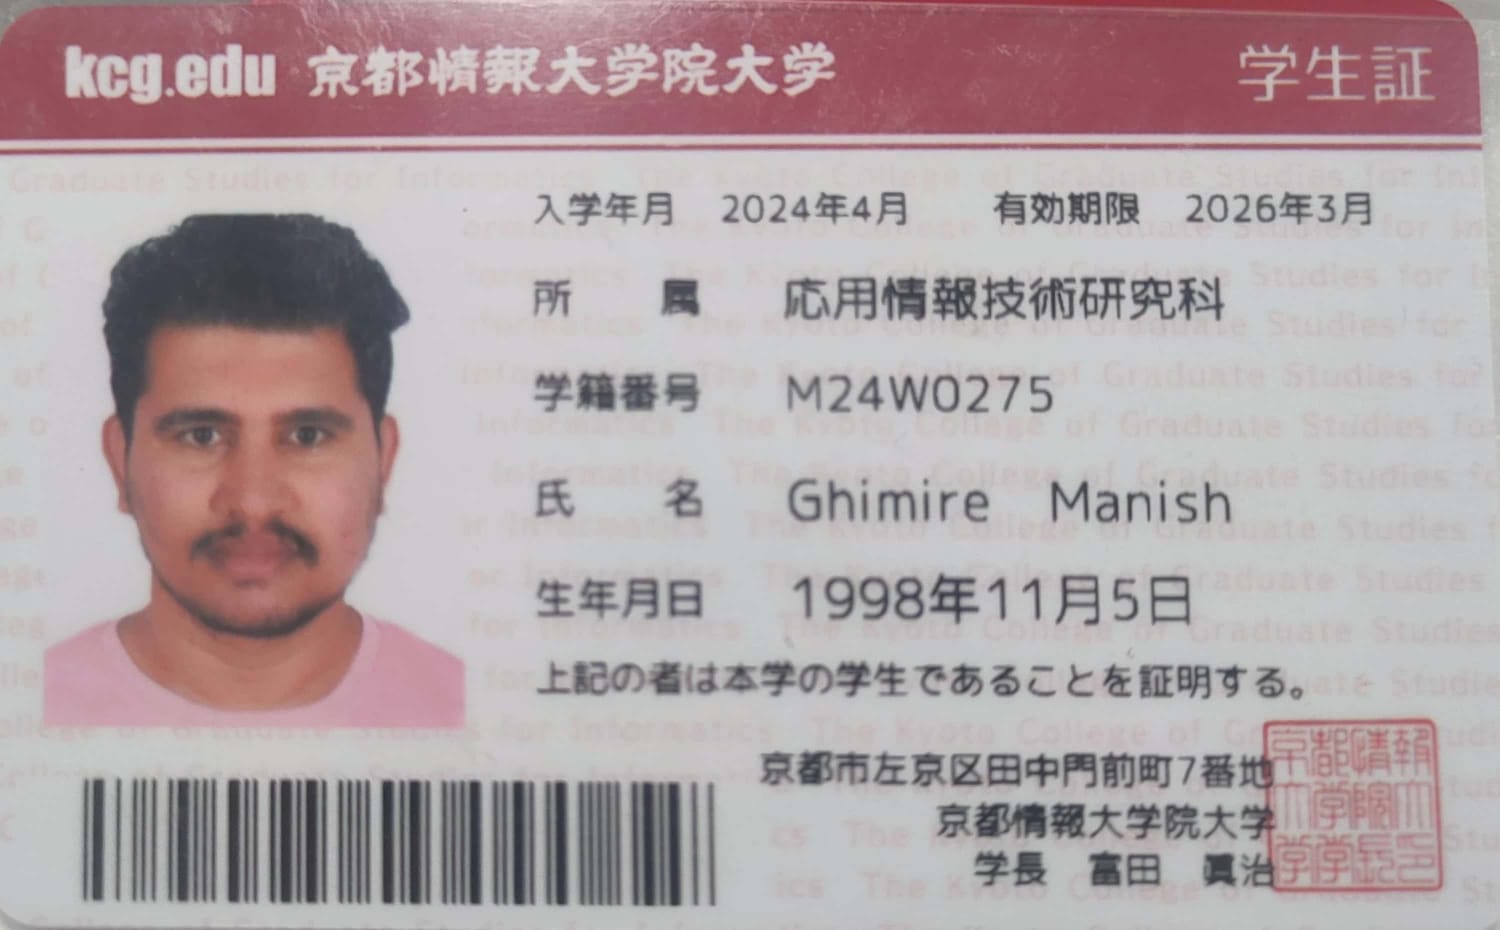 kcg.edu 京都情報大学院大学 学生証
入学年月 2024年4月 有効期限 2026年3月
所属 応用情報技術研究科
学籍番号 M24W0275
氏名 Ghimire Manish
生年月日 1998年11月5日
上記の者は本学の学生であることを証明する。
京都市左京区田中門前町7番地
京都情報大学院大学
学長 富田 眞治
京都情報
大学院大
学学長印